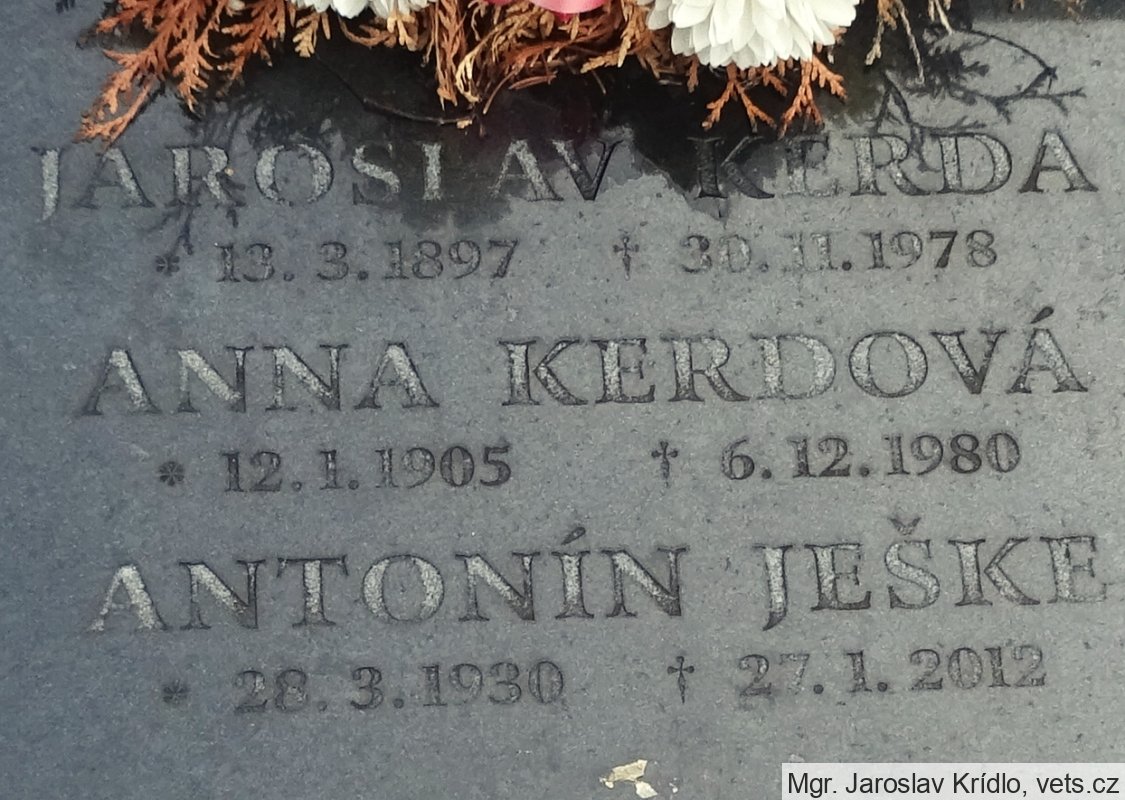 JAROSLAV KERDA
* 13. 3. 1897 † 30. 11. 1978
ANNA KERDOVÁ
* 12. 1. 1905 † 6. 12. 1980
ANTONÍN JEŠKE
* 28. 3. 1930 † 27. 1. 2012
Mgr. Jaroslav Krídlo, vets.cz